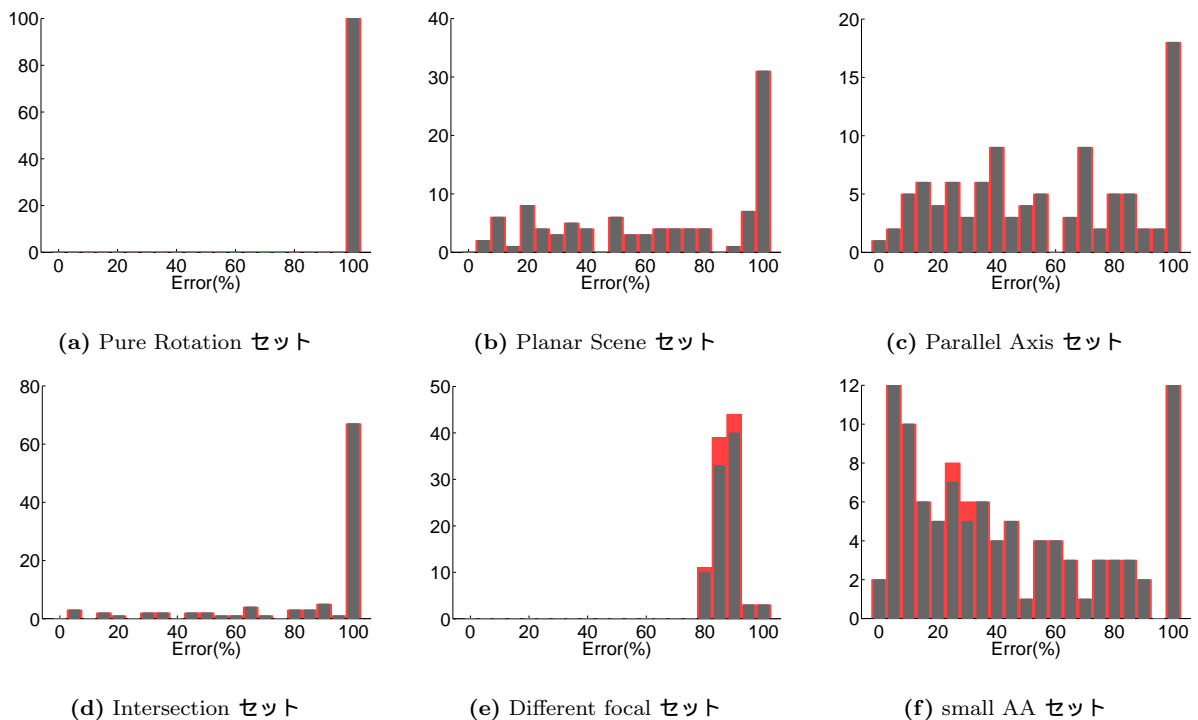 100
80
60
40
20
0
0 20 40 60 80 100
Error(%)
(a) Pure Rotation セット
40
30
20
10
0
0 20 40 60 80 100
Error(%)
(b) Planar Scene セット
20
15
10
5
0
0 20 40 60 80 100
Error(%)
(c) Parallel Axis セット
80
60
40
20
0
0 20 40 60 80 100
Error(%)
(d) Intersection セット
50
40
30
20
10
0
0 20 40 60 80 100
Error(%)
(e) Different focal セット
12
10
8
6
4
2
0
0 20 40 60 80 100
Error(%)
(f) small AA セット